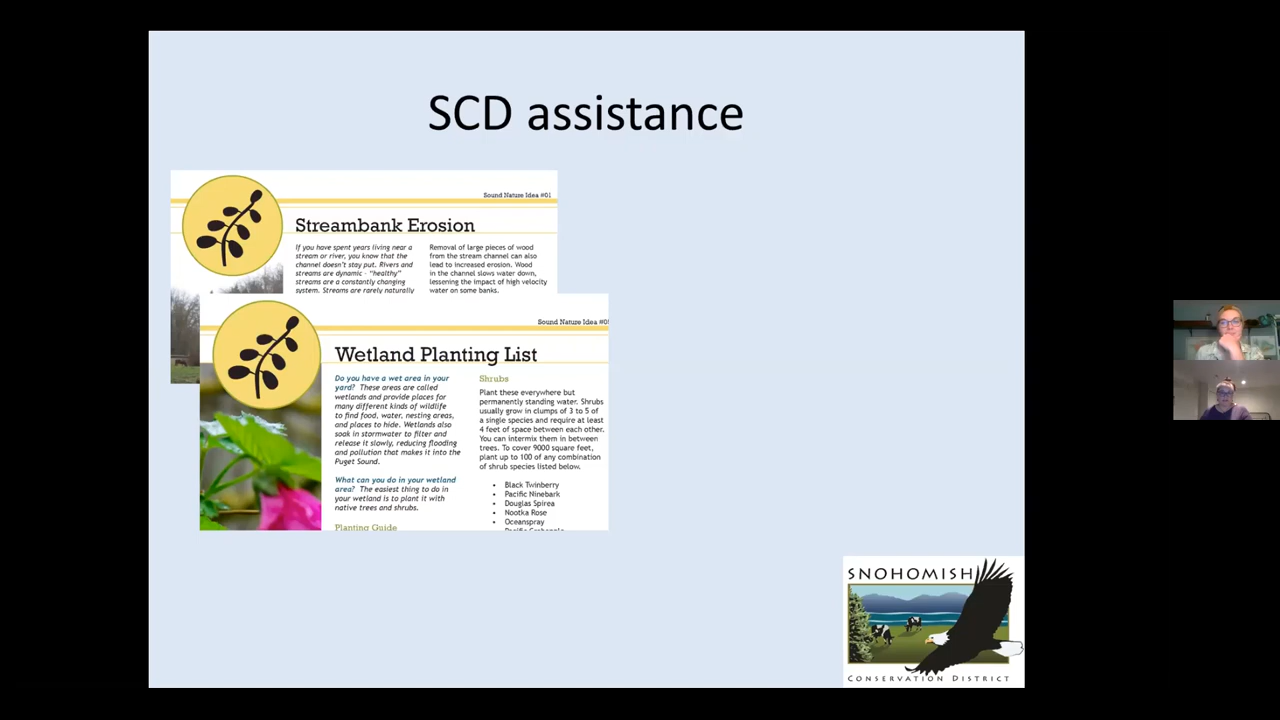 SCD assistance
Sound Nature Idea #01
Streambank Erosion
If you have spent years living near a
stream or river, you know that the
channel doesn't stay put. Rivers and
streams are dynamic - "healthy"
streams are a constantly changing
system. Streams are rarely naturally
Removal of large pieces of wood
from the stream channel can also
lead to increased erosion. Wood
in the channel slows water down,
lessening the impact of high velocity
water on some banks.
Sound Nature Idea
Wetland Planting List
Do you have a wet area in your
yard? These areas are called
wetlands and provide places for
many different kinds of wildlife
to find food, water, nesting areas,
and places to hide. Wetlands also
soak in stormwater to filter and
release it slowly, reducing flooding
and pollution that makes it into the
Puget Sound.
What can you do in your wetland
area? The easiest thing to do in
your wetland is to plant it with
native trees and shrubs.
Planting Guide
Shrubs
Plant these everywhere but
permanently standing water. Shrubs
usually grow in clumps of 3 to 5 of
a single species and require at least
4 feet of space between each other.
You can intermix them in between
trees. To cover 9000 square feet,
plant up to 100 of any combination
of shrub species listed below.
• Black Twinberry
• Pacific Ninebark
• Douglas Spirea
• Nootka Rose
• Oceanspray
SNOHOMISH
CONSERVATION DISTRICT